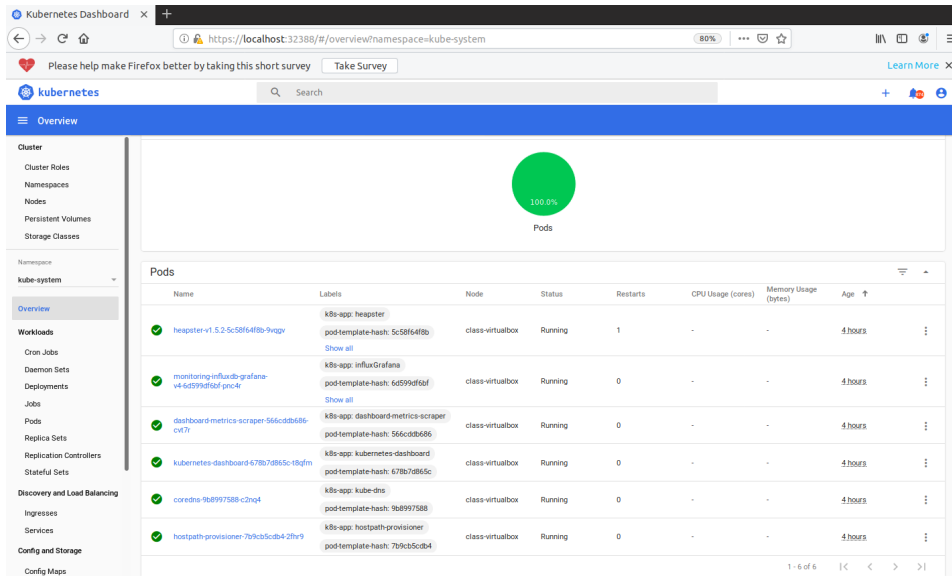 Kubernetes Dashboard
https://localhost:32388/#/overview?namespace=kube-system
80%
Please help make Firefox better by taking this short survey
Take Survey
Learn More
kubernetes
Search
Overview
Cluster
Cluster Roles
Namespaces
Nodes
Persistent Volumes
Storage Classes
Namespace
kube-system
Overview
Workloads
Cron Jobs
Daemon Sets
Deployments
Jobs
Pods
Replica Sets
Replication Controllers
Stateful Sets
Discovery and Load Balancing
Ingresses
Services
Config and Storage
Config Maps
100.0%
Pods
Pods
Name Labels Node Status Restarts CPU Usage (cores) Memory Usage (bytes) Age
k8s-app: heapster
heapster-v1.5.2-5c58f64f8b-9vqgv pod-template-hash: 5c58f64f8b class-virtualbox Running 1 - - 4 hours
Show all
k8s-app: influxGrafana
monitoring-influxdb-grafana-v4-6d599df6bf-pnc4r pod-template-hash: 6d599df6bf class-virtualbox Running 0 - - 4 hours
Show all
k8s-app: dashboard-metrics-scraper
dashboard-metrics-scraper-566cddb686-cvt7r pod-template-hash: 566cddb686 class-virtualbox Running 0 - - 4 hours
k8s-app: kubernetes-dashboard
kubernetes-dashboard-678b7d865c-t8qfm pod-template-hash: 678b7d865c class-virtualbox Running 0 - - 4 hours
k8s-app: kube-dns
coredns-9b8997588-c2nq4 pod-template-hash: 9b8997588 class-virtualbox Running 0 - - 4 hours
k8s-app: hostpath-provisioner
hostpath-provisioner-7b9cb5cdb4-2fhr9 pod-template-hash: 7b9cb5cdb4 class-virtualbox Running 0 - - 4 hours
1 - 6 of 6